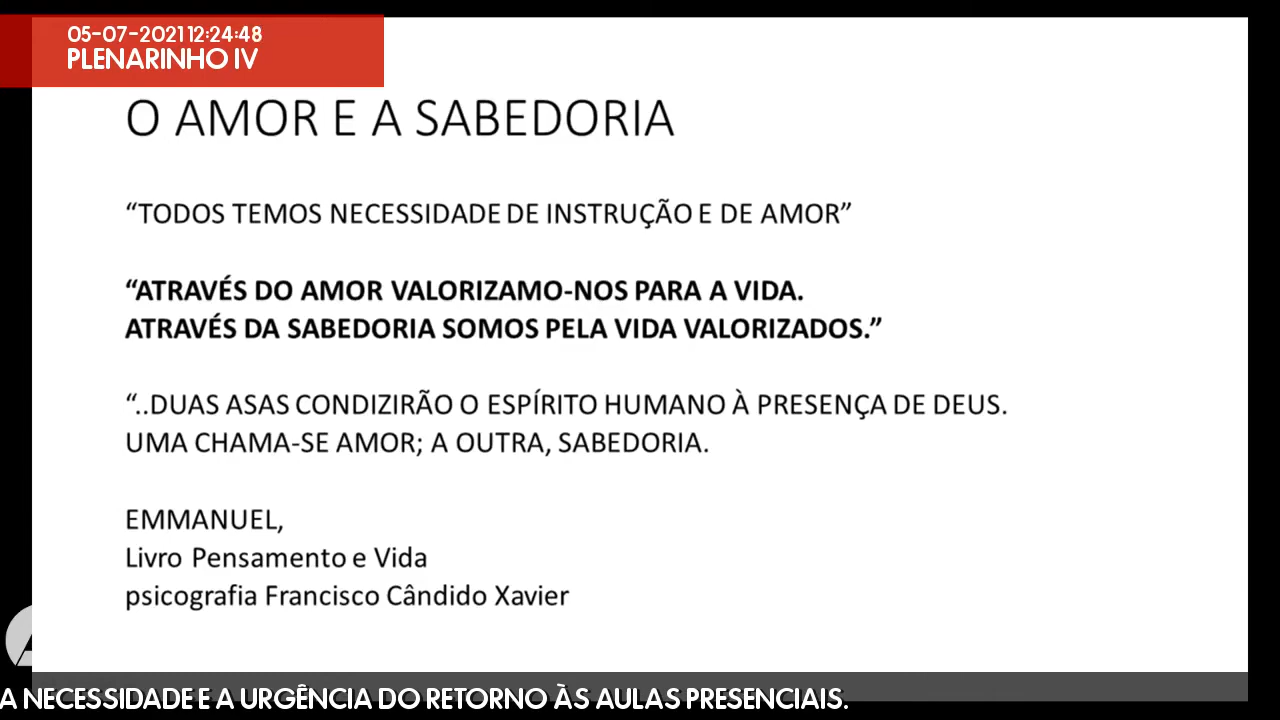 05-07-2021 12:24:48
PLENARINHO IV
O AMOR E A SABEDORIA
“TODOS TEMOS NECESSIDADE DE INSTRUÇÃO E DE AMOR”
“ATRAVÉS DO AMOR VALORIZAMO-NOS PARA A VIDA.
ATRAVÉS DA SABEDORIA SOMOS PELA VIDA VALORIZADOS.”
“..DUAS ASAS CONDIZIRÃO O ESPÍRITO HUMANO À PRESENÇA DE DEUS.
UMA CHAMA-SE AMOR; A OUTRA, SABEDORIA.
EMMANUEL,
Livro Pensamento e Vida
psicografia Francisco Cândido Xavier
A NECESSIDADE E A URGÊNCIA DO RETORNO ÀS AULAS PRESENCIAIS.